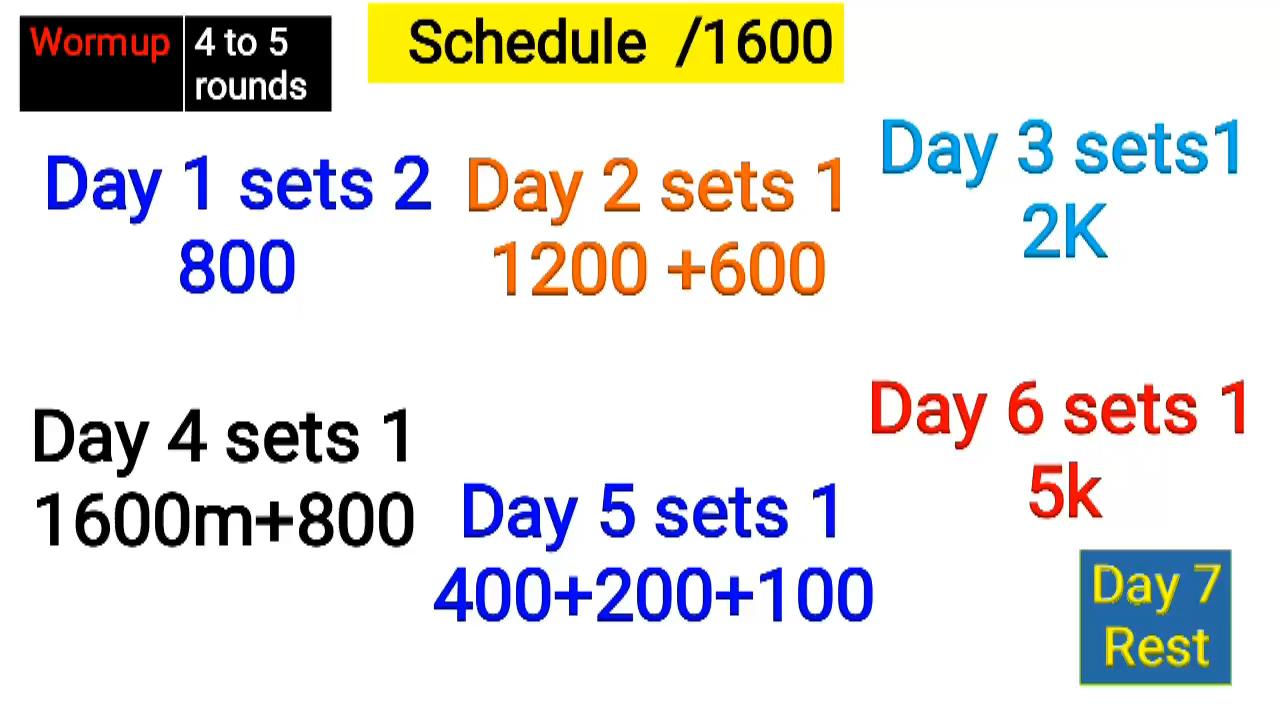 Wormup
4 to 5
rounds
Schedule /1600
Day 1 sets 2
800
Day 2 sets 1
1200 +600
Day 3 sets1
2K
Day 4 sets 1
1600m+800
Day 5 sets 1
400+200+100
Day 6 sets 1
5k
Day 7
Rest